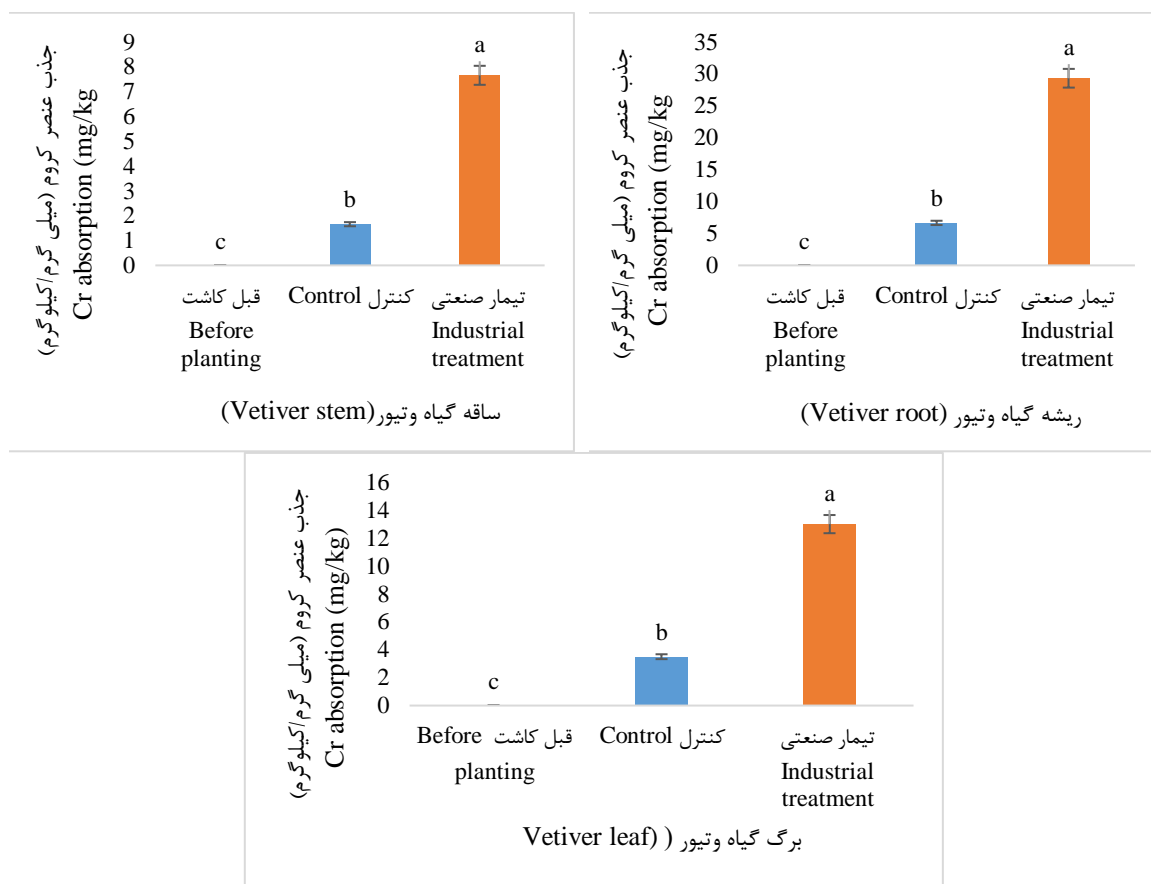 جذب عنصر کروم (میلی گرم/کیلوگرم)
Cr absorption (mg/kg
9
8
7
6
5
4
3
2
1
0
a
b
c
قبل کاشت
Before
planting
کنترل Control
تیمار صنعتی
Industrial
treatment
ساقه گیاه وتیور(Vetiver stem)
جذب عنصر کروم (میلی گرم/کیلوگرم)
Cr absorption (mg/kg
35
30
25
20
15
10
5
0
a
b
c
قبل کاشت
Before
planting
کنترل Control
تیمار صنعتی
Industrial
treatment
ریشه گیاه وتیور (Vetiver root)
جذب عنصر کروم (میلی گرم/کیلوگرم)
Cr absorption (mg/kg)
16
14
12
10
8
6
4
2
0
a
b
c
قبل کاشت Before
planting
کنترل Control
تیمار صنعتی
Industrial
treatment
برگ گیاه وتیور ( (Vetiver leaf